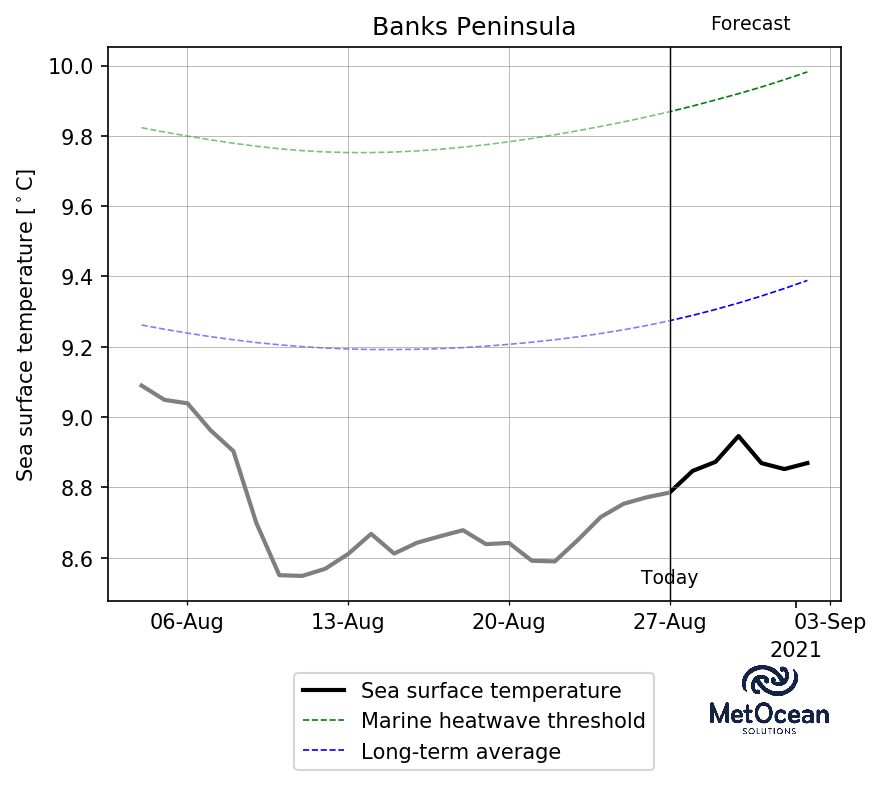 Banks Peninsula
Forecast
Sea surface temperature [°C]
10.0
9.8
9.6
9.4
9.2
9.0
8.8
8.6
Today
06-Aug
13-Aug
20-Aug
27-Aug
03-Sep
2021
Sea surface temperature
Marine heatwave threshold
Long-term average
MetOcean
SOLUTIONS